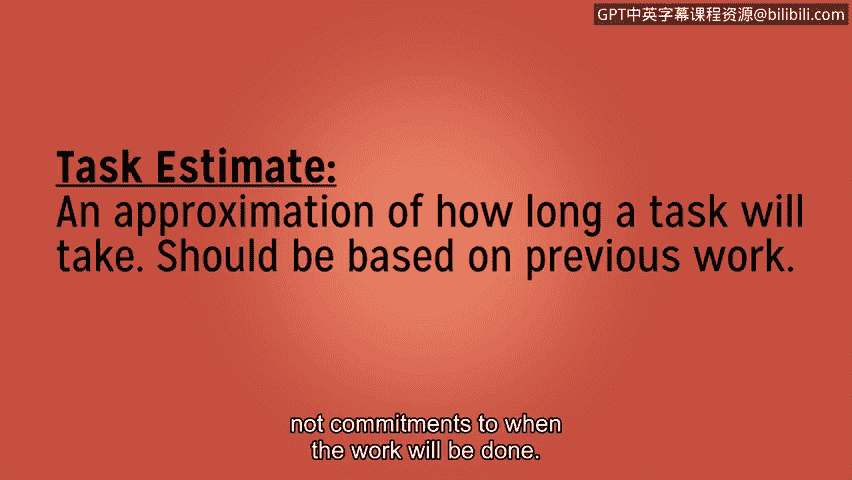 GPT中英字幕课程资源@bilibili.com
Task Estimate:
An approximation of how long a task will
take. Should be based on previous work.
not commitments to when
the work will be done.